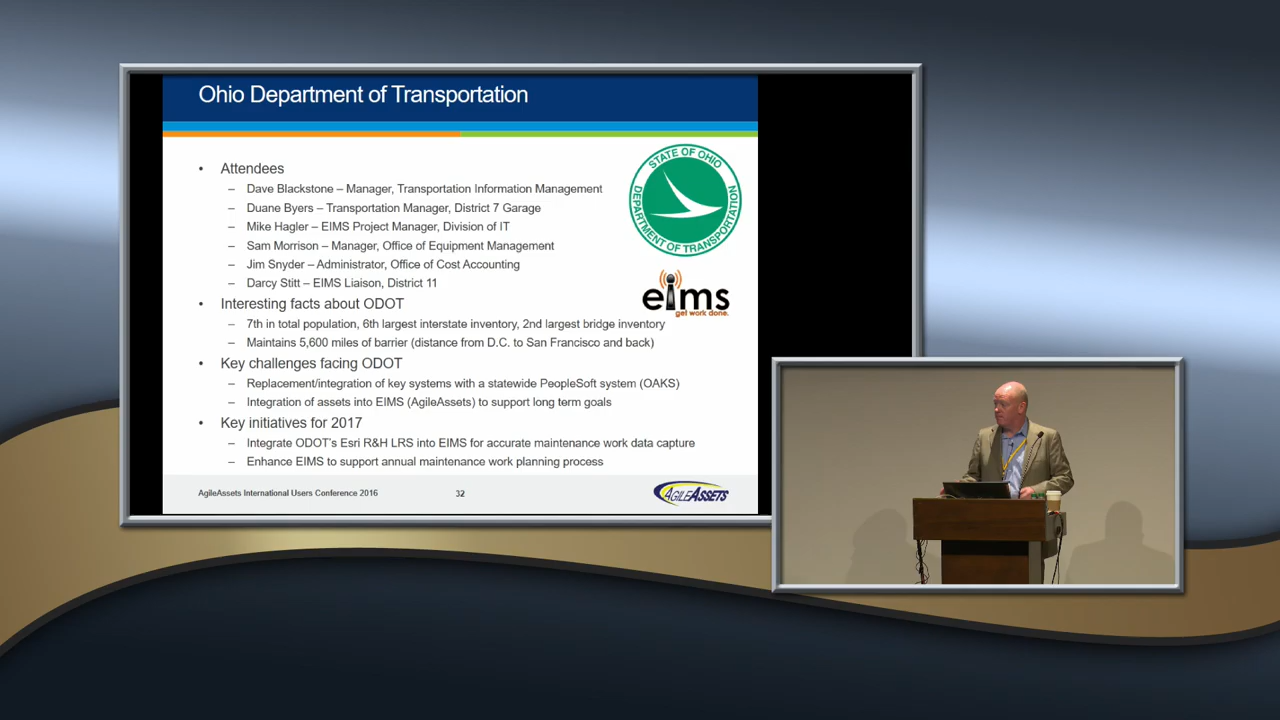 Ohio Department of Transportation
• Attendees
– Dave Blackstone – Manager, Transportation Information Management
– Duane Byers – Transportation Manager, District 7 Garage
– Mike Hagler – EIMS Project Manager, Division of IT
– Sam Morrison – Manager, Office of Equipment Management
– Jim Snyder – Administrator, Office of Cost Accounting
– Darcy Stitt – EIMS Liaison, District 11
• Interesting facts about ODOT
– 7th in total population, 6th largest interstate inventory, 2nd largest bridge inventory
– Maintains 5,600 miles of barrier (distance from D.C. to San Francisco and back)
• Key challenges facing ODOT
– Replacement/integration of key systems with a statewide PeopleSoft system (OAKS)
– Integration of assets into EIMS (AgileAssets) to support long term goals
• Key initiatives for 2017
– Integrate ODOT's Esri R&H LRS into EIMS for accurate maintenance work data capture
– Enhance EIMS to support annual maintenance work planning process
STATE OF OHIO
DEPARTMENT OF TRANSPORTATION
eims
get work done.
AgileAssets International Users Conference 2016
32
AGILEASSETS